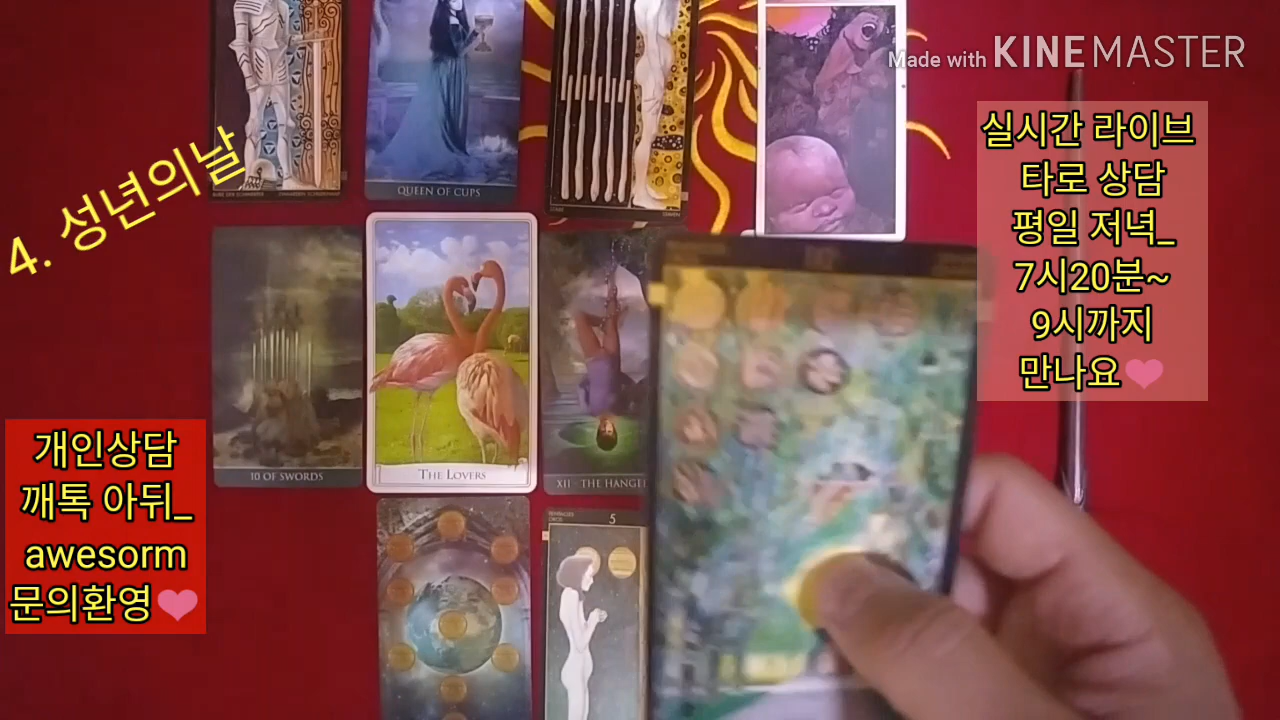 Made with KINEMASTER
4. 성년의날
실시간 라이브
타로 상담
평일 저녁_
7시20분~
9시까지
만나요❤
개인상담
깨톡 아뒤_
awesorm
문의환영❤
QUEEN OF CUPS
10 OF SWORDS
THE LOVERS
XII - THE HANGE
5